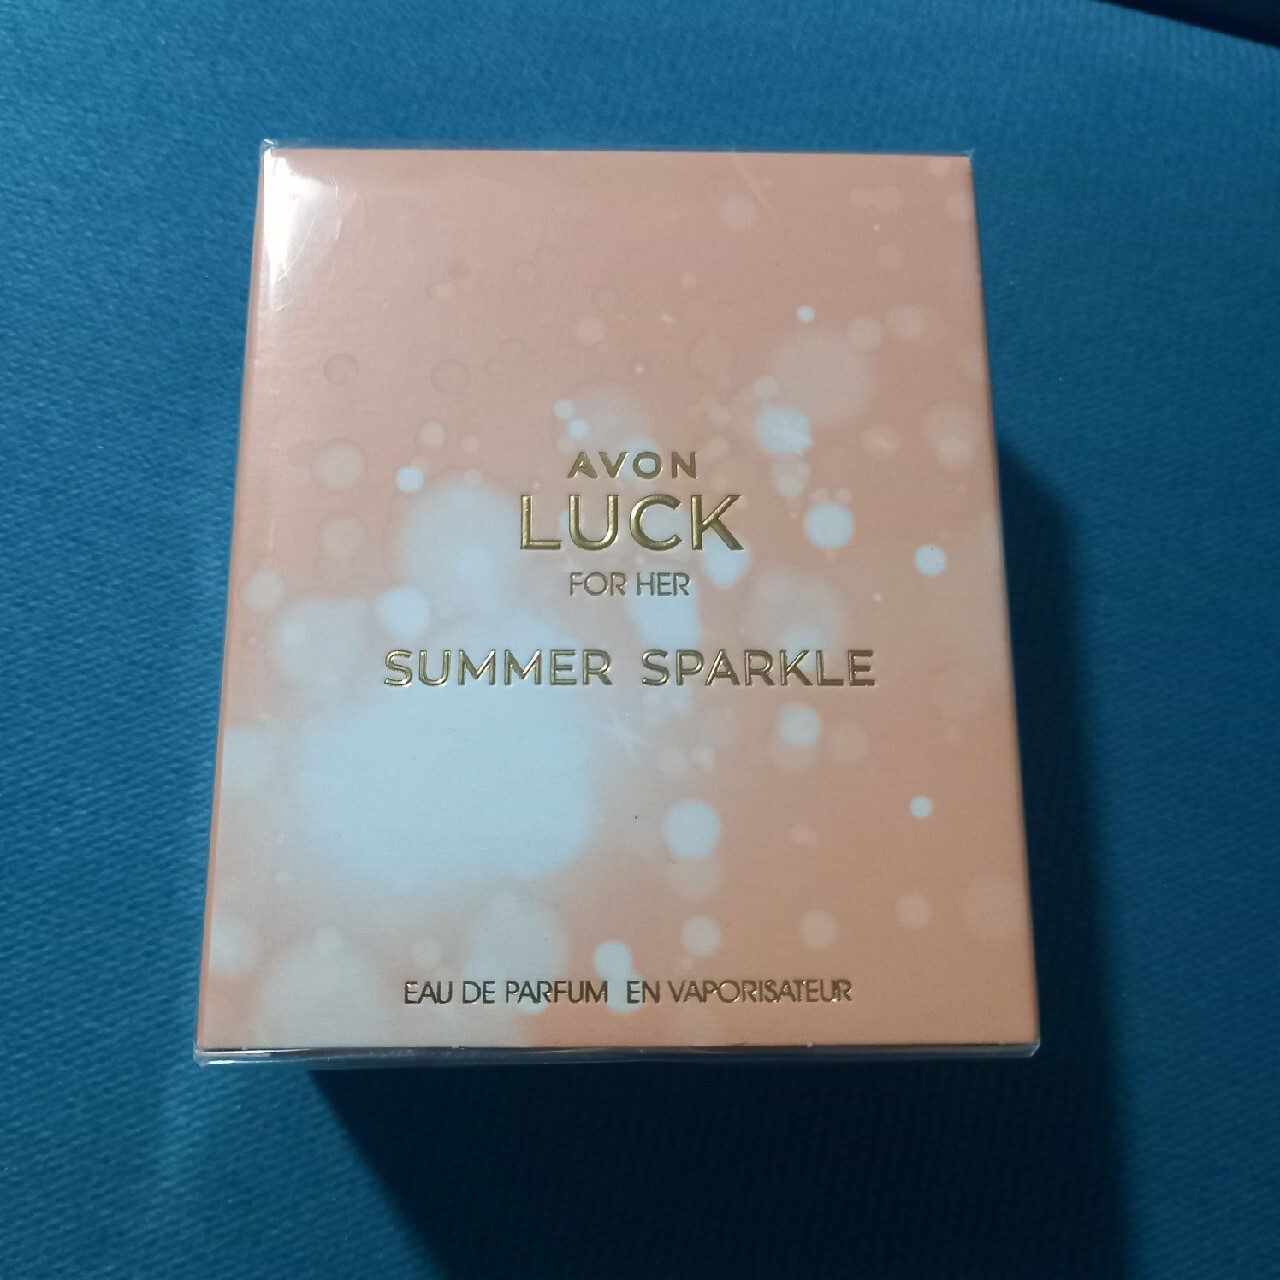 AVON
LUCK
FOR HER
SUMMER SPARKLE
EAU DE PARFUM EN VAPORISATEUR